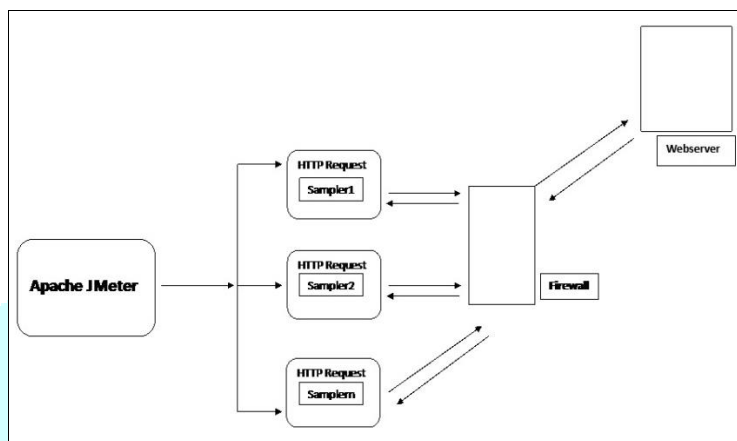 Webserver
HTTP Request
Sampler1
Apache JMeter
HTTP Request
Sampler2
Firewall
HTTP Request
Samplern